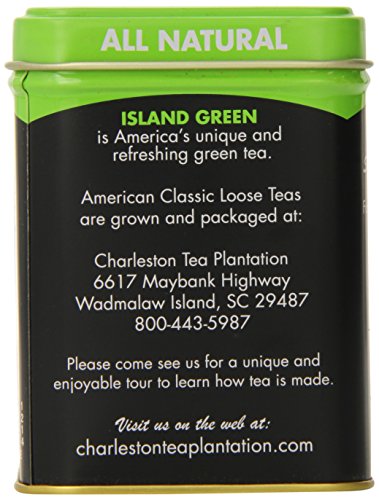 ALL NATURAL
ISLAND GREEN
is America's unique and
refreshing green tea.
American Classic Loose Teas
are grown and packaged at:
Charleston Tea Plantation
6617 Maybank Highway
Wadmalaw Island, SC 29487
800-443-5987
Please come see us for a unique and
enjoyable tour to learn how tea is made.
Visit us on the web at:
charlestonteaplantation.com